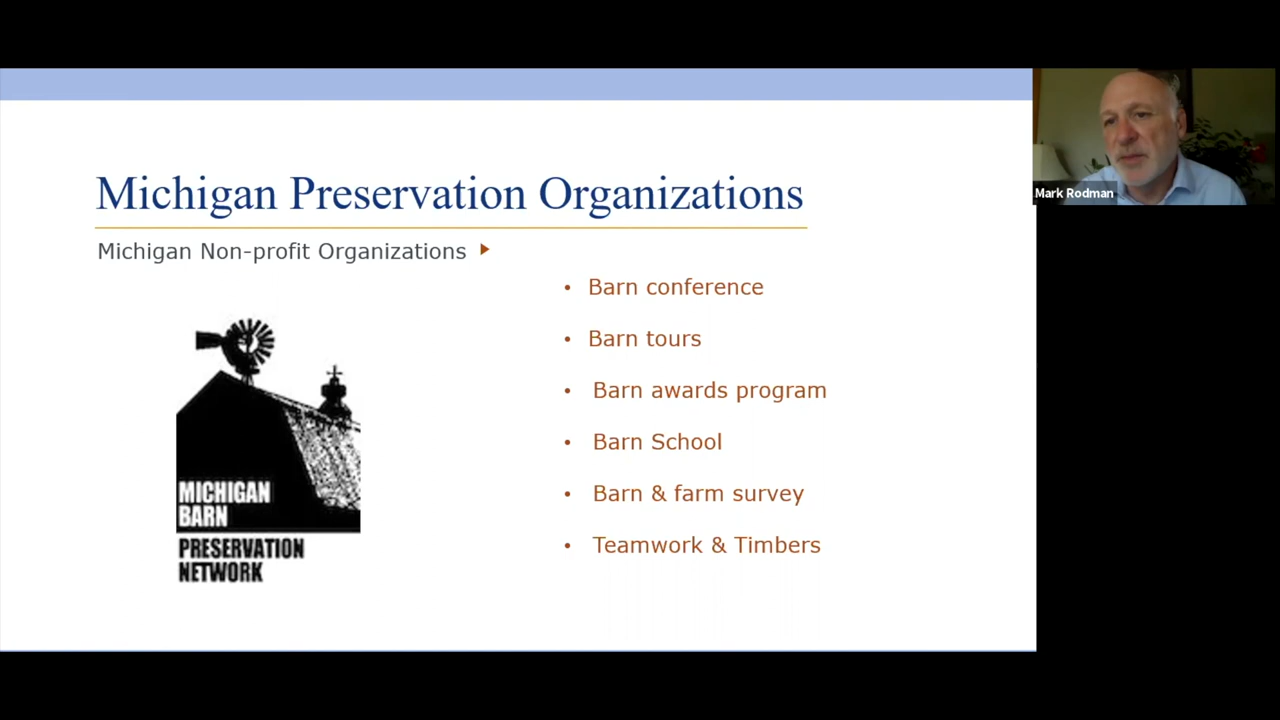 Michigan Preservation Organizations
Michigan Non-profit Organizations
• Barn conference
• Barn tours
• Barn awards program
• Barn School
• Barn & farm survey
• Teamwork & Timbers
MICHIGAN
BARN
PRESERVATION
NETWORK
Mark Rodman